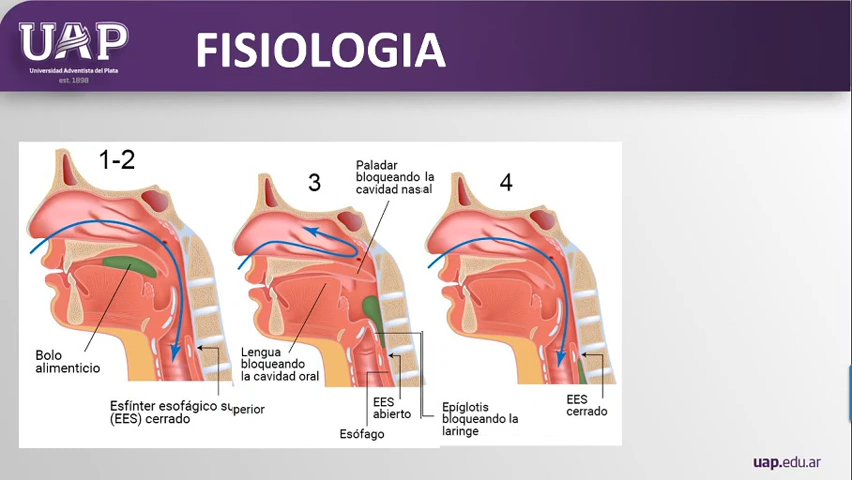 UAP
Universidad Adventista del Plata
est. 1898
FISIOLOGIA
1-2
Bolo
alimenticio
Esfínter esofágico superior
(EES) cerrado
3
Paladar
bloqueando la
cavidad nasal
Lengua
bloqueando
la cavidad oral
EES
abierto
Esófago
Epíglotis
bloqueando la
laringe
4
EES
cerrado
uap.edu.ar